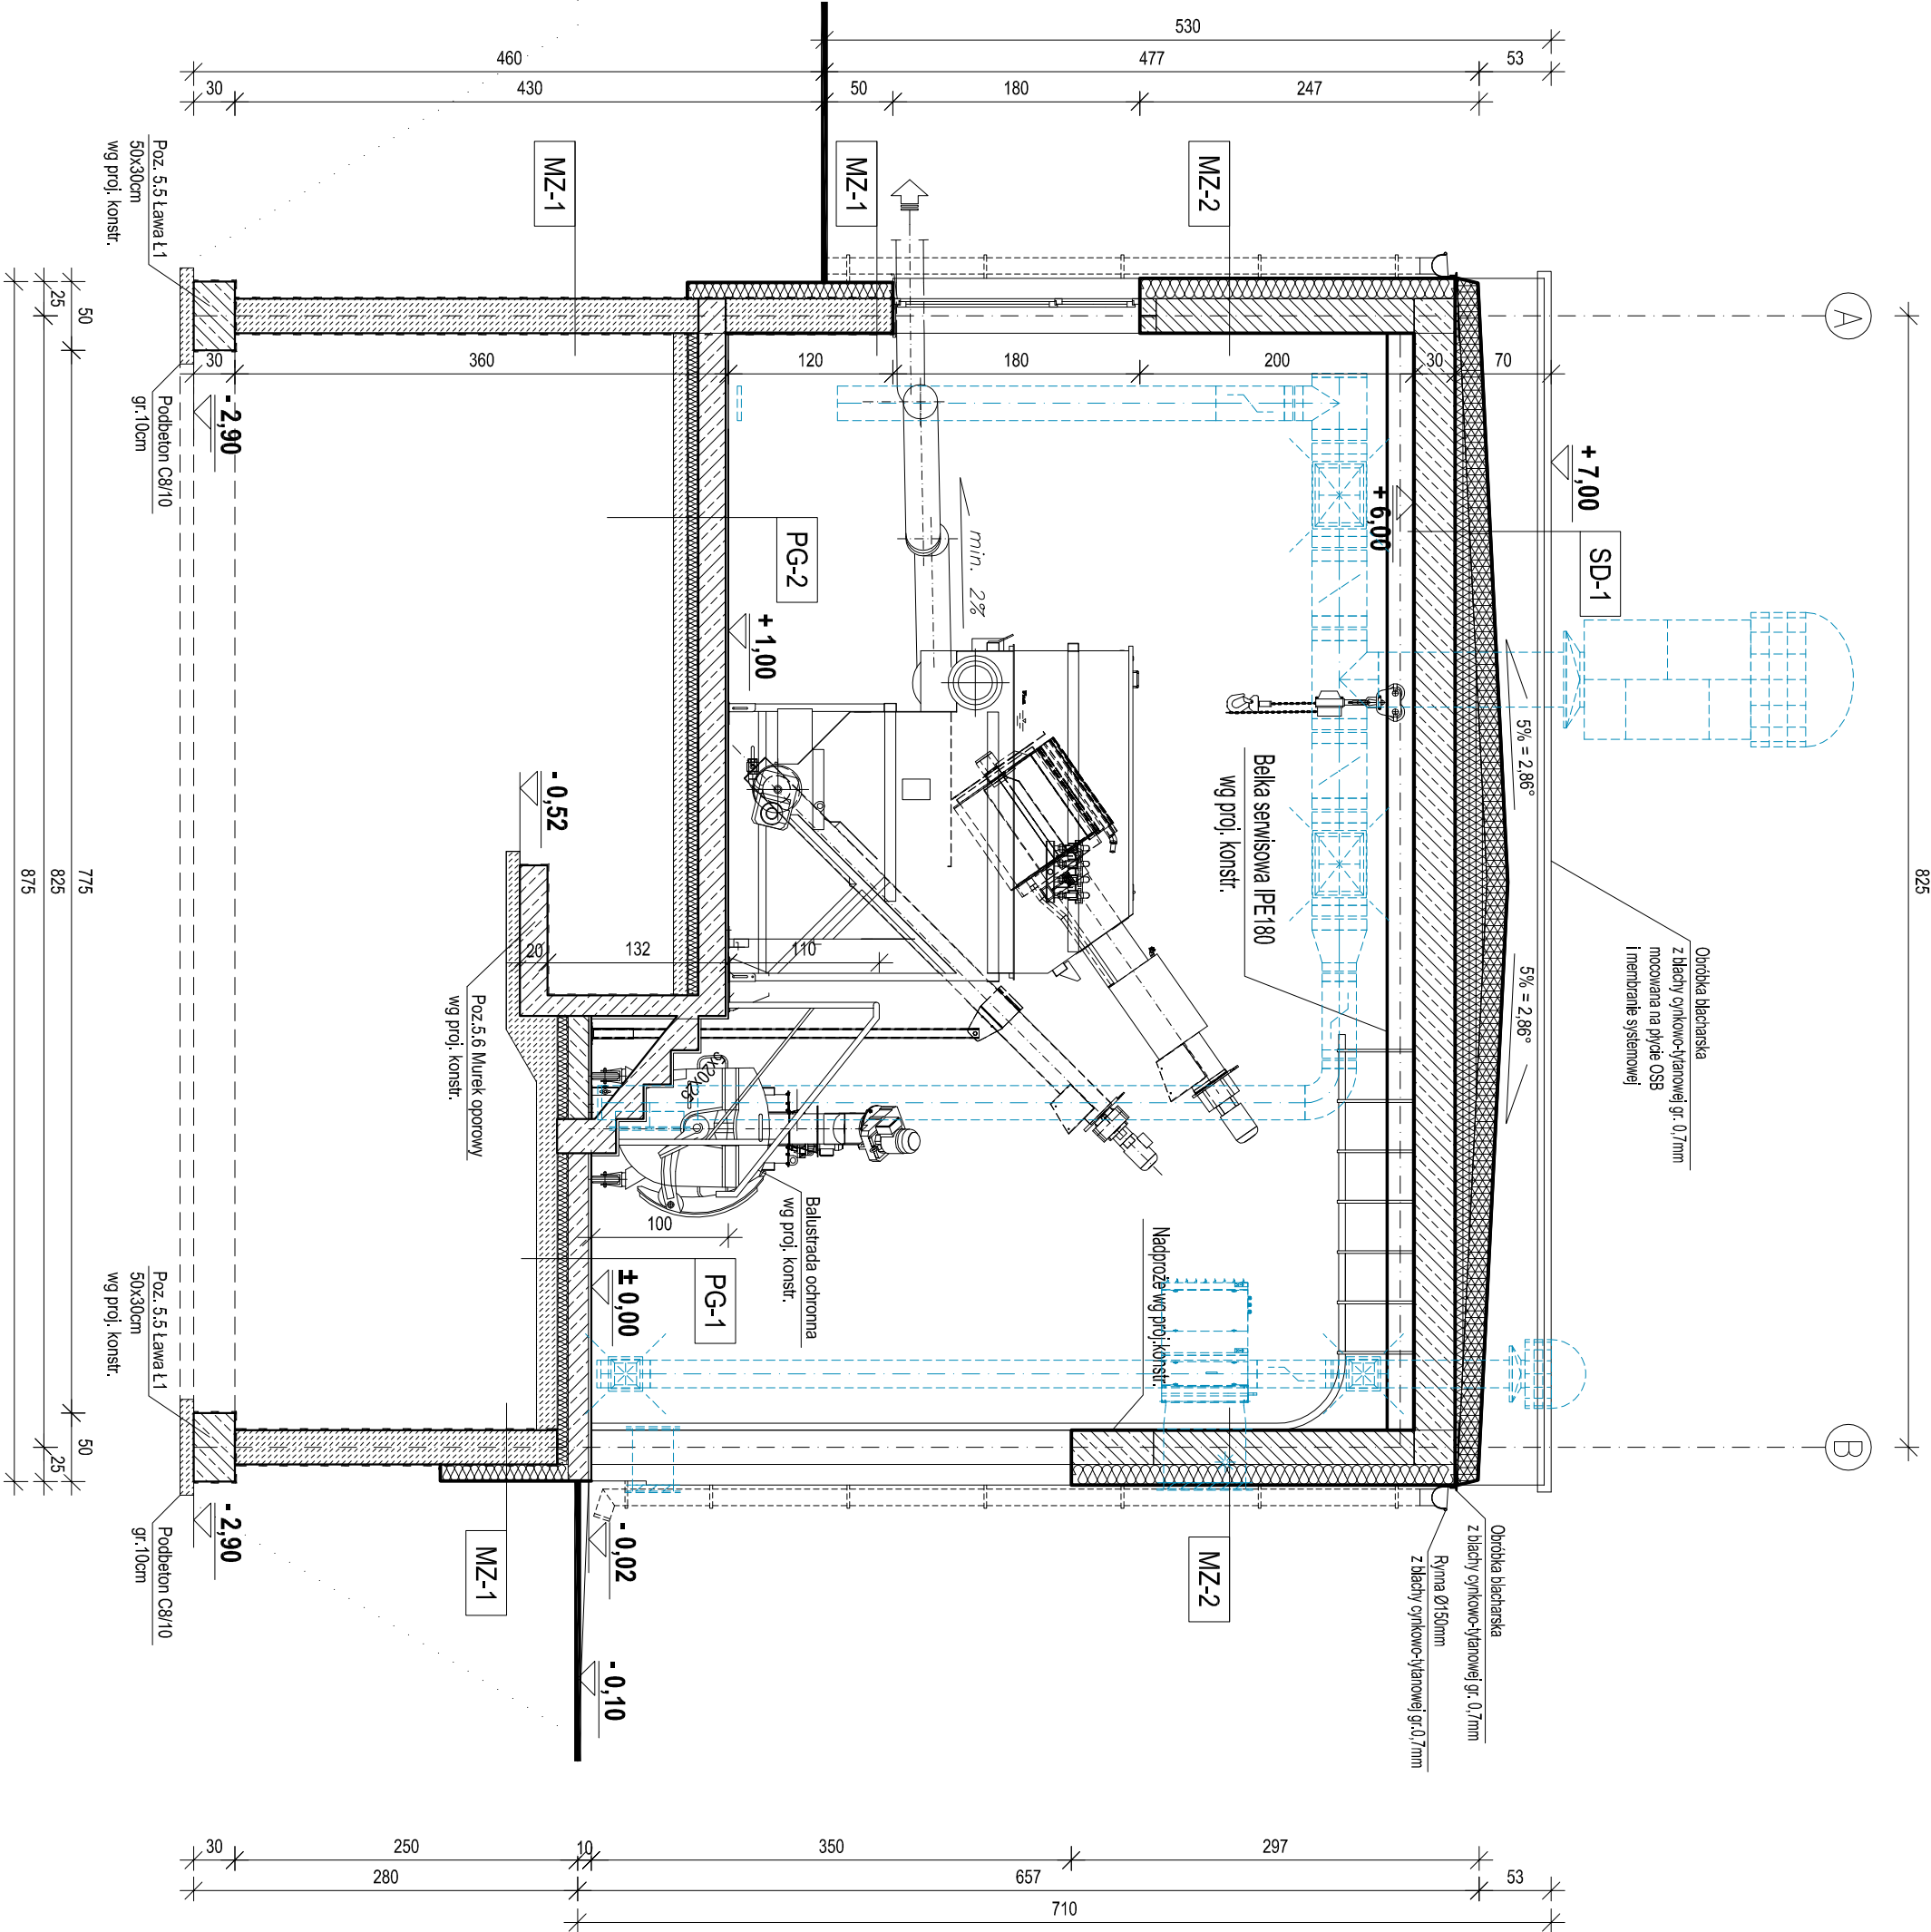 A
B
825
Obróbka blacharska
z blachy cynkowo-tytanowej gr. 0,7mm
mocowana na płycie OSB
i membranie systemowej
+ 7,00
SD-1
5% = 2,86°
5% = 2,86°
Obróbka blacharska
z blachy cynkowo-tytanowej gr. 0,7mm
Rynna Ø150mm
z blachy cynkowo-tytanowej gr.0,7mm
+ 6,00
Belka serwisowa IPE180
wg proj. konstr.
MZ-2
MZ-2
Nadproże wg proj.konstr.
min. 2%
MZ-1
PG-2
+ 1,00
Balustrada ochronna
wg proj. konstr.
5x20x25
PG-1
± 0,00
- 0,02
- 0,10
MZ-1
- 0,52
Poz.5.6 Murek oporowy
wg proj. konstr.
MZ-1
- 2,90
- 2,90
Poz. 5.5 Ława Ł1
50x30cm
wg proj. konstr.
Podbeton C8/10
gr.10cm
Poz. 5.5 Ława Ł1
50x30cm
wg proj. konstr.
Podbeton C8/10
gr.10cm
530
460
477
53
30
430
50
180
247
30
360
120
180
200
30
70
20
132
110
100
50
775
50
25
825
25
875
30
250
10
350
297
280
657
53
710